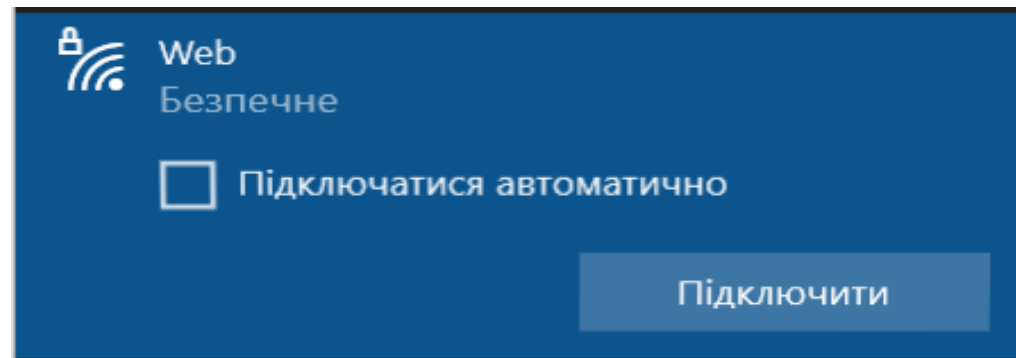 Web
Безпечне
Підключатися автоматично
Підключити